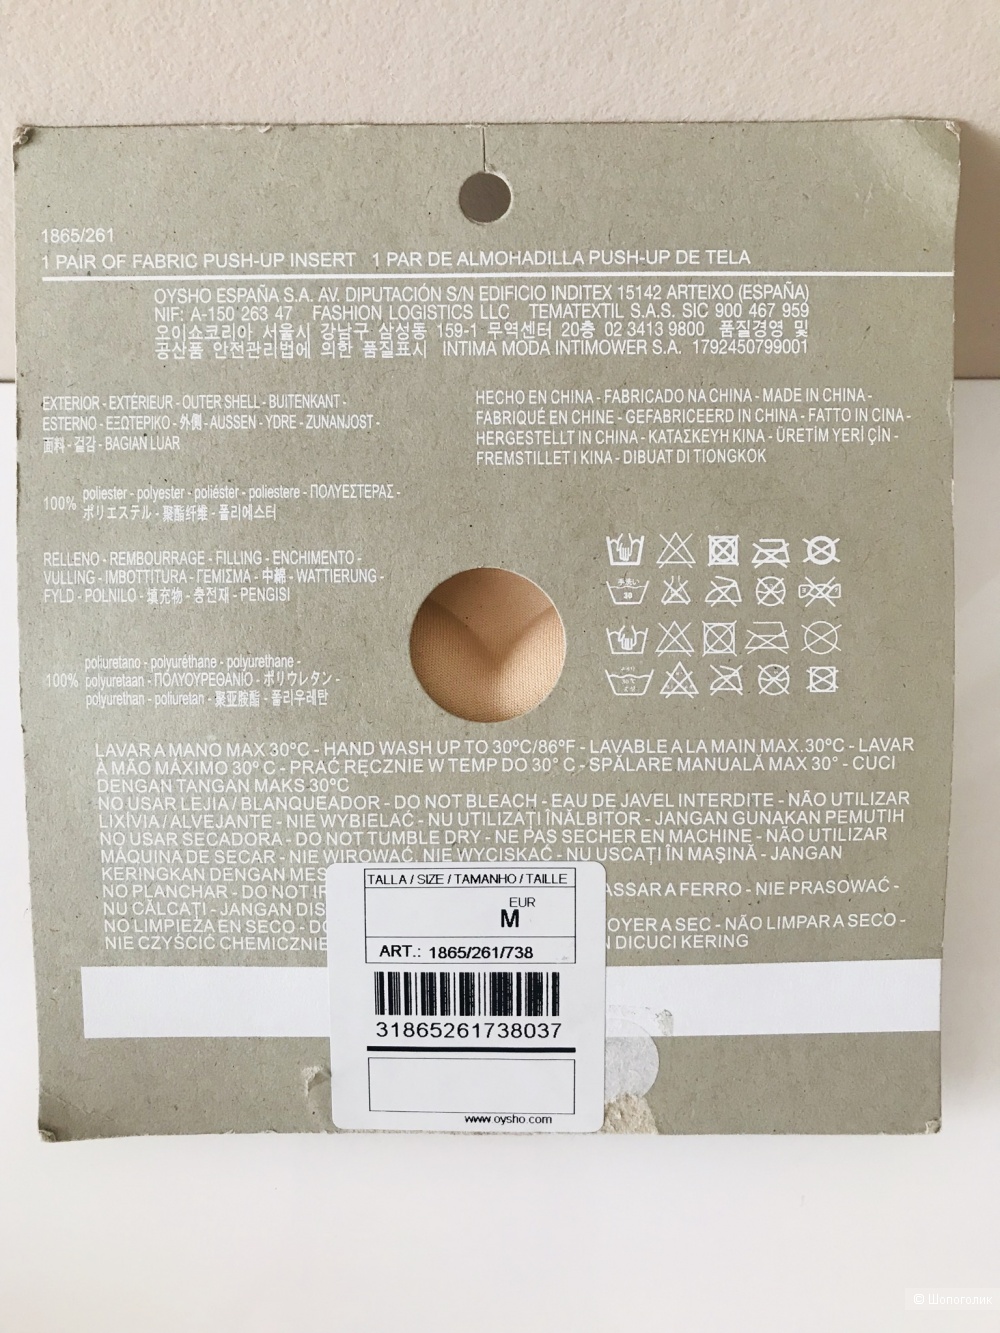 1865/261
1 PAIR OF FABRIC PUSH-UP INSERT 1 PAR DE ALMOHADILLA PUSH-UP DE TELA
OYSHO ESPAÑA S.A. AV. DIPUTACIÓN S/N EDIFICIO INDITEX 15142 ARTEIXO (ESPAÑA)
NIF: A-150 263 47 FASHION LOGISTICS LLC TEMATEXTIL S.A.S. SIC 900 467 959
오이쇼코리아 서울시 강남구 삼성동 159-1 무역센터 20층 02 3413 9800 품질경영 및
공산품 안전관리법에 의한 품질표시 INTIMA MODA INTIMOWER S.A. 1792450799001
EXTERIOR - EXTÉRIEUR - OUTER SHELL - BUITENKANT -
ESTERNO - ΕΞΩΤΕΡΙΚΟ - 外側 - AUSSEN - YDRE - ZUNANJOST -
面料 - 겉감 - BAGIAN LUAR
100% poliester - polyester - poliéster - poliestere - ΠΟΛΥΕΣΤΕΡΑΣ -
ポリエステル - 聚酯纤维 - 폴리에스터
RELLENO - REMBOURRAGE - FILLING - ENCHIMENTO -
VULLING - IMBOTTITURA - ΓΕΜΙΣΜΑ - 中綿 - WATTIERUNG -
FYLD - POLNILO - 填充物 - 충전재 - PENGISI
100% poliuretano - polyuréthane - polyurethane -
polyuretaan - ΠΟΛΥΟΥΡΕΘΑΝΙΟ - ポリウレタン -
polyurethan - poliuretan - 聚亚胺酯 - 폴리우레탄
HECHO EN CHINA - FABRICADO NA CHINA - MADE IN CHINA -
FABRIQUÉ EN CHINE - GEFABRICEERD IN CHINA - FATTO IN CINA -
HERGESTELLT IN CHINA - ΚΑΤΑΣΚΕΥΗ ΚΙΝΑ - ÜRETİM YERİ ÇİN -
FREMSTILLET I KINA - DIBUAT DI TIONGKOK
手洗い
30
LAVAR A MANO MAX 30ºC - HAND WASH UP TO 30ºC/86ºF - LAVABLE A LA MAIN MAX.30ºC - LAVAR
A MÃO MÁXIMO 30º C - PRAĆ RĘCZNIE W TEMP DO 30° C - SPĂLARE MANUALĂ MAX 30° - CUCI
DENGAN TANGAN MAKS 30ºC
NO USAR LEJIA / BLANQUEADOR - DO NOT BLEACH - EAU DE JAVEL INTERDITE - NÃO UTILIZAR
LIXÍVIA / ALVEJANTE - NIE WYBIELAĆ - NU UTILIZAȚI ÎNĂLBITOR - JANGAN GUNAKAN PEMUTIH
NO USAR SECADORA - DO NOT TUMBLE DRY - NE PAS SECHER EN MACHINE - NÃO UTILIZAR
MÁQUINA DE SECAR - NIE WIROWAĆ, NIE WYCISKAĆ - NU USCAȚI ÎN MAȘINĂ - JANGAN
KERINGKAN DENGAN MES
NO PLANCHAR - DO NOT IR ASSAR A FERRO - NIE PRASOWAĆ -
NU CĂLCAȚI - JANGAN DIS
NO LIMPIEZA EN SECO - DO OYER A SEC - NÃO LIMPAR A SECO -
NIE CZYŚCIĆ CHEMICZNIE N DICUCI KERING
TALLA / SIZE / TAMANHO / TAILLE
EUR
M
ART.: 1865/261/738
31865261738037
www.oysho.com
© Шопоголик